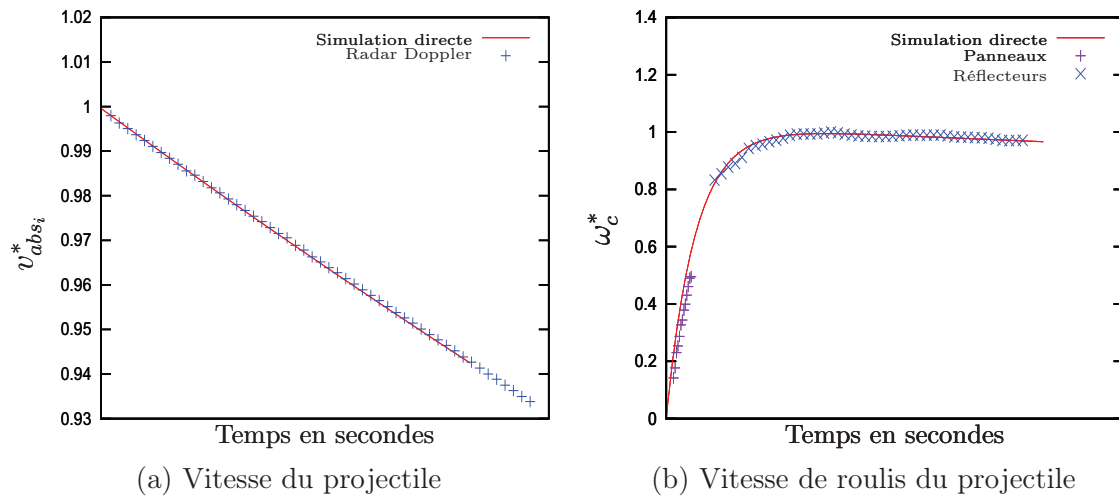 1.02
1.01
1
0.99
0.98
0.97
0.96
0.95
0.94
0.93
v*absi
Simulation directe
Radar Doppler
Temps en secondes
(a) Vitesse du projectile
1.4
1.2
1
0.8
0.6
0.4
0.2
0
ω*c
Simulation directe
Panneaux
Réflecteurs
Temps en secondes
(b) Vitesse de roulis du projectile